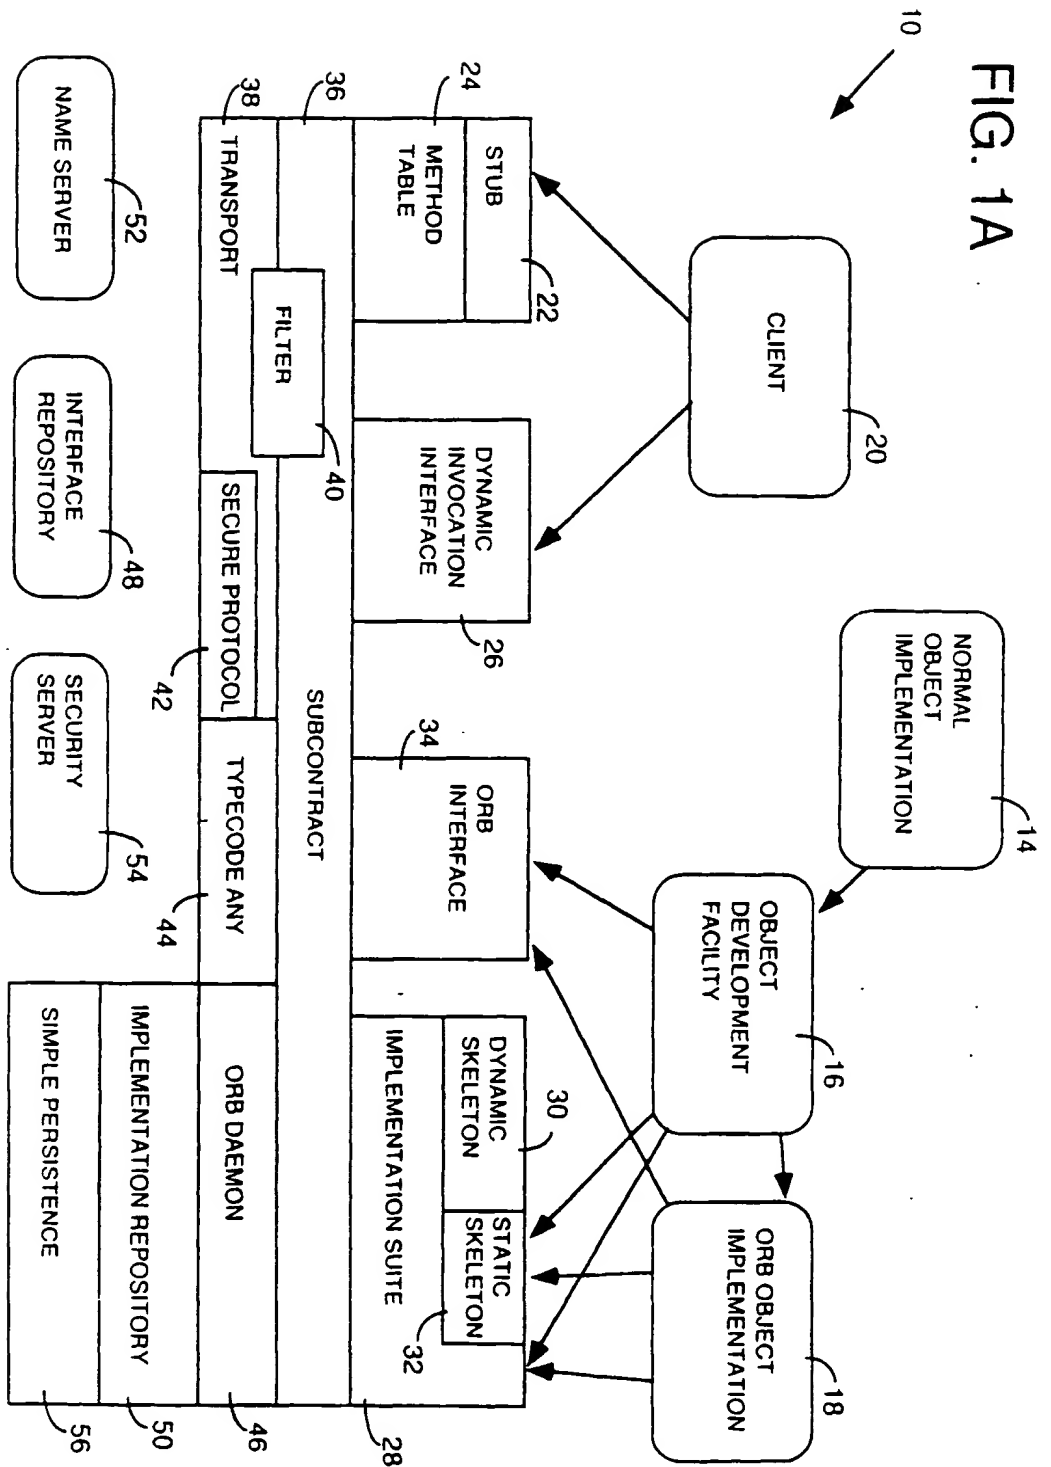 FIG. 1A
10
CLIENT
20
NORMAL
OBJECT
IMPLEMENTATION
14
OBJECT
DEVELOPMENT
FACILITY
16
ORB OBJECT
IMPLEMENTATION
18
STUB
22
METHOD
TABLE
24
DYNAMIC
INVOCATION
INTERFACE
26
ORB
INTERFACE
34
DYNAMIC
SKELETON
30
STATIC
SKELETON
32
IMPLEMENTATION SUITE
28
36
SUBCONTRACT
FILTER
40
38
TRANSPORT
SECURE PROTOCOL
42
TYPECODE ANY
44
ORB DAEMON
46
IMPLEMENTATION REPOSITORY
50
SIMPLE PERSISTENCE
56
NAME SERVER
52
INTERFACE
REPOSITORY
48
SECURITY
SERVER
54